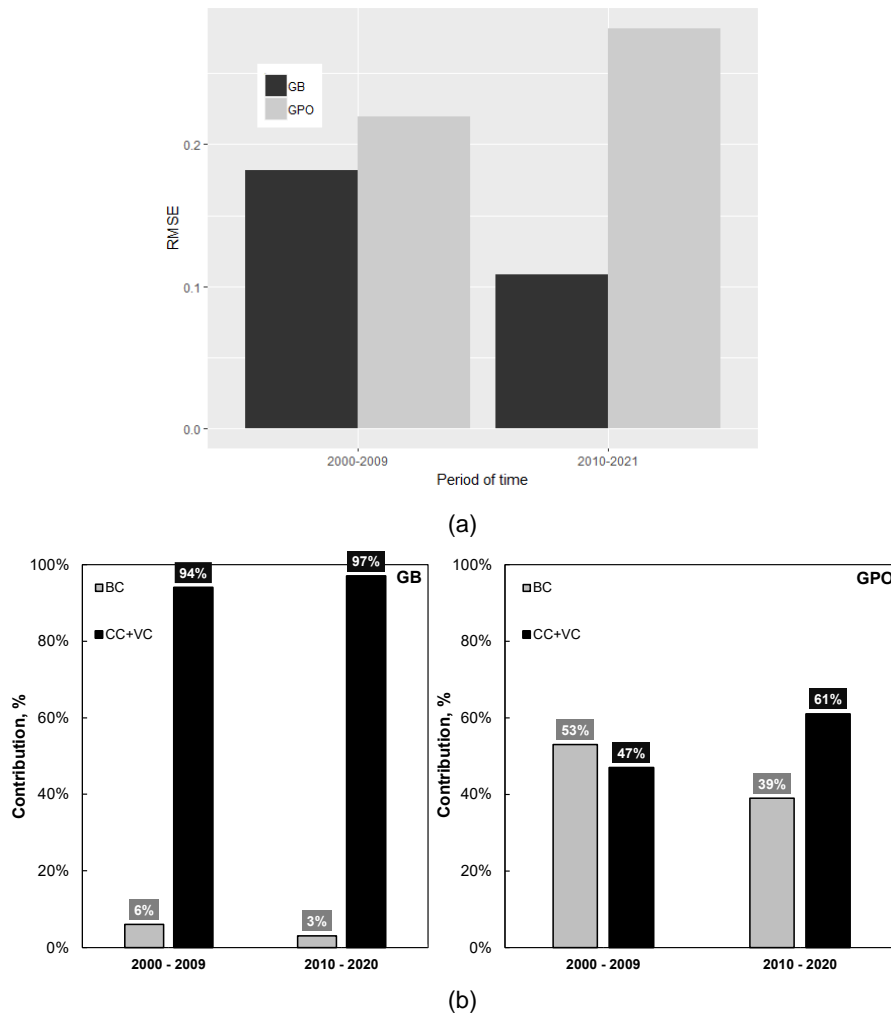 GB
GPO
0.2
0.1
0.0
RMSE
2000-2009
2010-2021
Period of time
(a)
100%
80%
60%
40%
20%
0%
Contribution, %
BC
CC+VC
GB
94%
97%
6%
3%
2000 - 2009
2010 - 2020
100%
80%
60%
40%
20%
0%
Contribution, %
BC
CC+VC
GPO
53%
47%
39%
61%
2000 - 2009
2010 - 2020
(b)